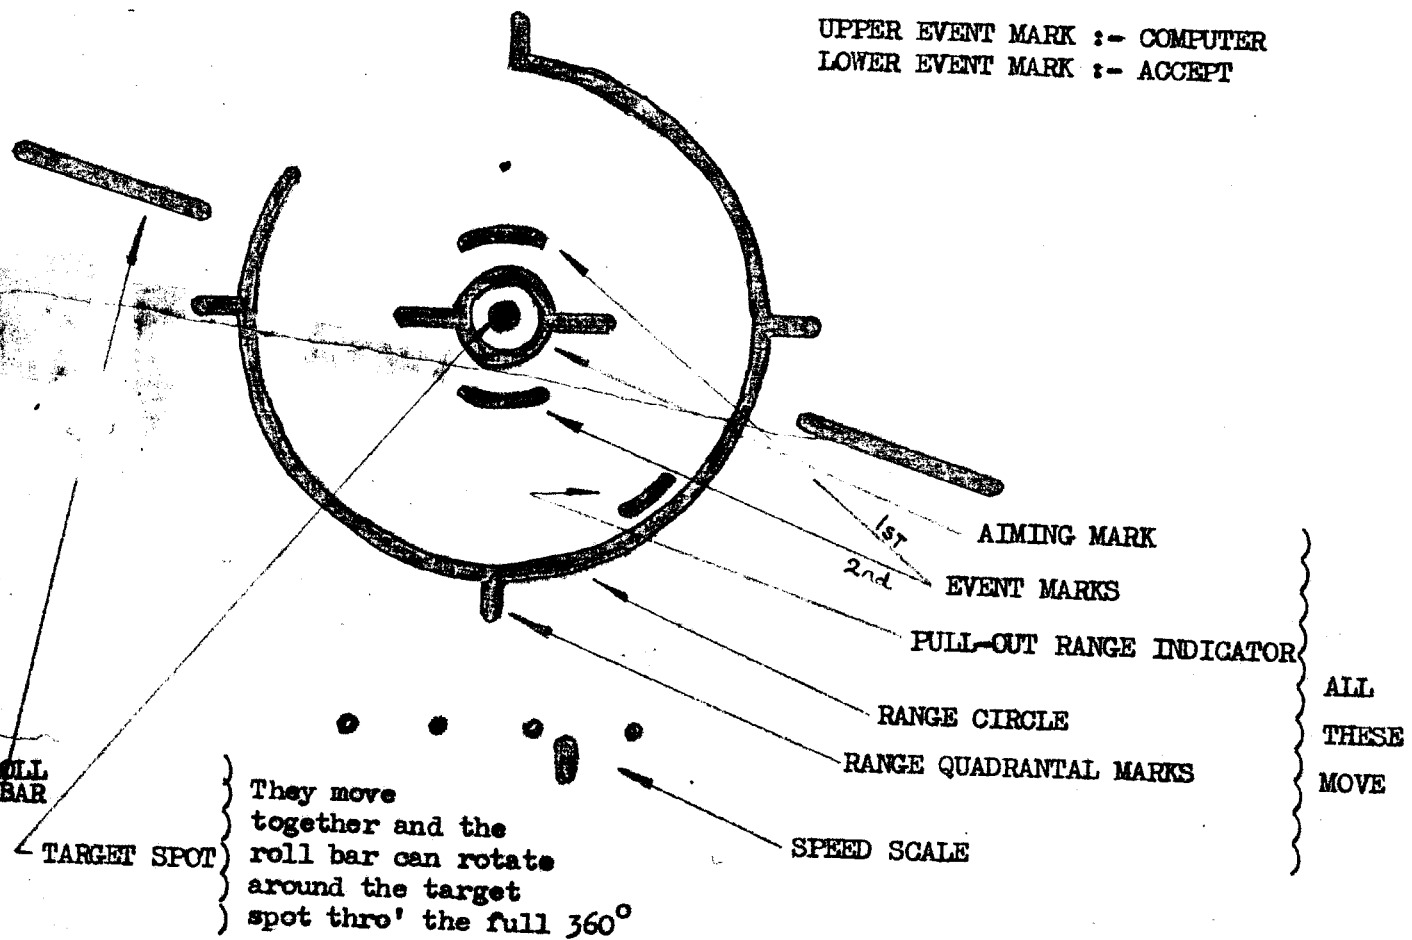 UPPER EVENT MARK :- COMPUTER
LOWER EVENT MARK :- ACCEPT
AIMING MARK
1ST
2nd
EVENT MARKS
PULL-OUT RANGE INDICATOR
RANGE CIRCLE
RANGE QUADRANTAL MARKS
SPEED SCALE
ALL
THESE
MOVE
OLL
BAR
TARGET SPOT
They move
together and the
roll bar can rotate
around the target
spot thro' the full 360°